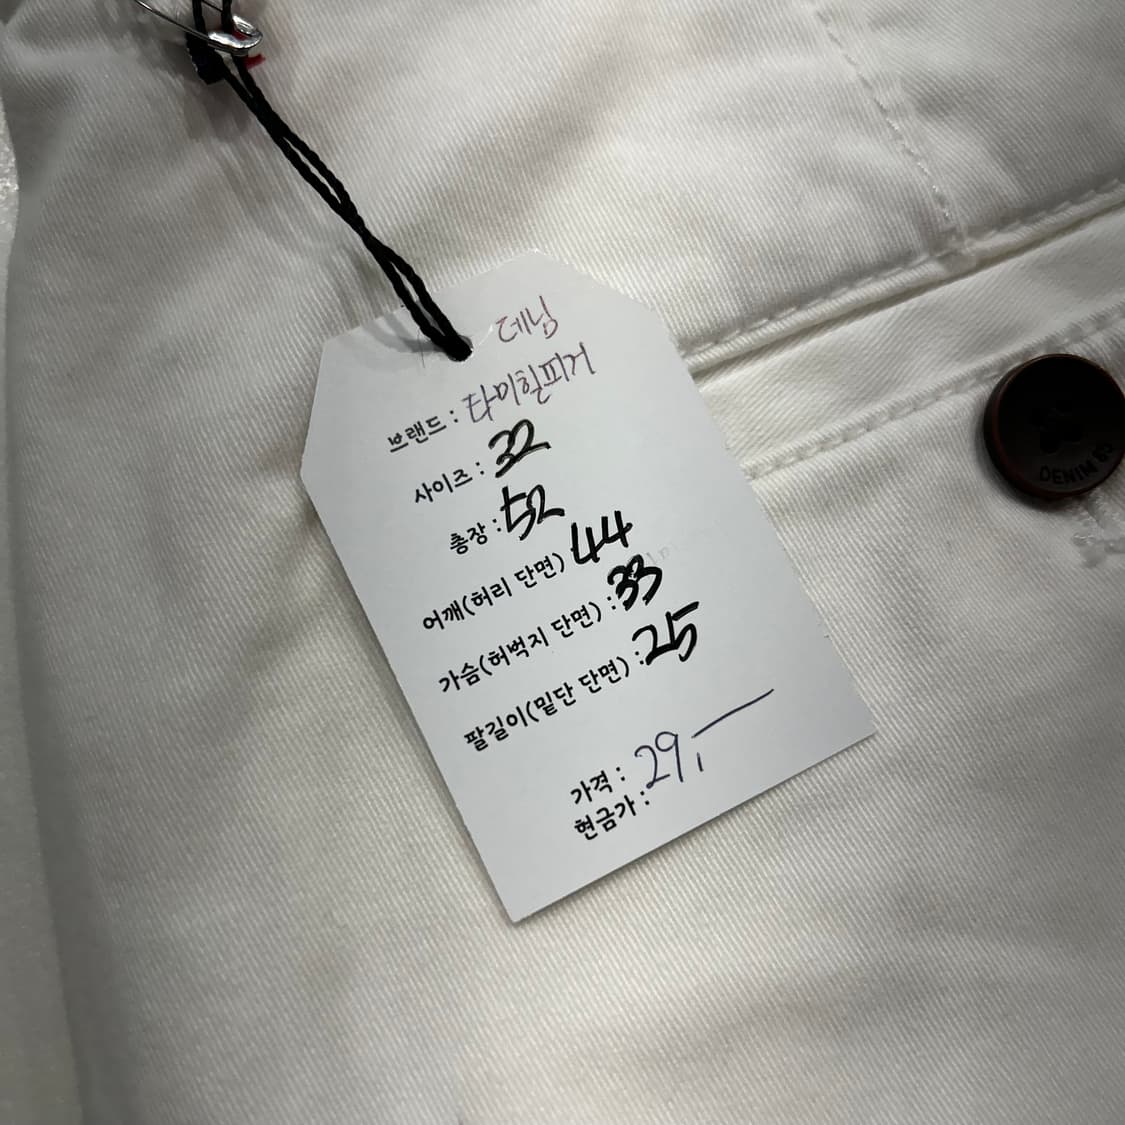 데님
브랜드 : 타미힐피거
사이즈 : 32
총장 : 52
어깨(허리 단면) 44
가슴(허벅지 단면) : 33
팔길이(밑단 단면) : 25
가격 : 29,—
현금가 :
DENIM